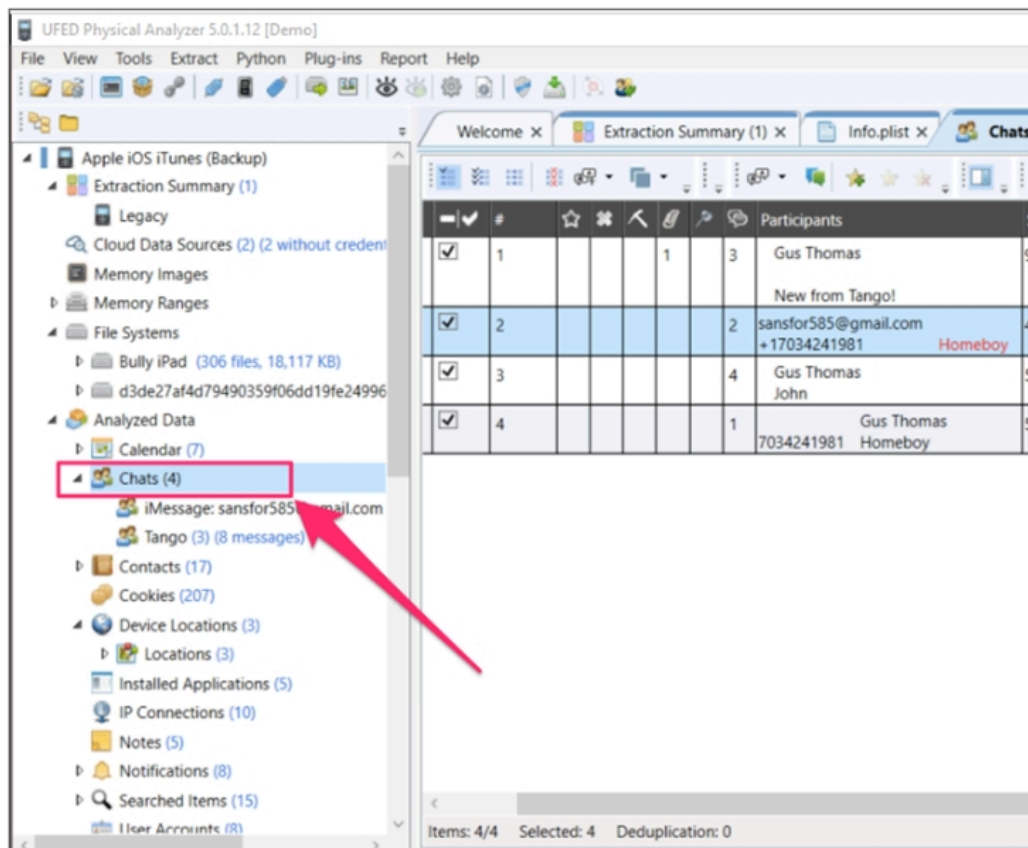 UFED Physical Analyzer 5.0.1.12 [Demo]
File View Tools Extract Python Plug-ins Report Help
Welcome × Extraction Summary (1) × Info.plist × Chats
Apple iOS iTunes (Backup)
Extraction Summary (1)
Legacy
Cloud Data Sources (2) (2 without credent
Memory Images
Memory Ranges
File Systems
Bully iPad (306 files, 18,117 KB)
d3de27af4d79490359f06dd19fe24996
Analyzed Data
Calendar (7)
Chats (4)
iMessage: sansfor585@gmail.com
Tango (3) (8 messages)
Contacts (17)
Cookies (207)
Device Locations (3)
Locations (3)
Installed Applications (5)
IP Connections (10)
Notes (5)
Notifications (8)
Searched Items (15)
User Accounts (8)
# Participants
1 1 3 Gus Thomas
New from Tango!
2 2 sansfor585@gmail.com
+17034241981 Homeboy
3 4 Gus Thomas
John
4 1 Gus Thomas
7034241981 Homeboy
Items: 4/4 Selected: 4 Deduplication: 0